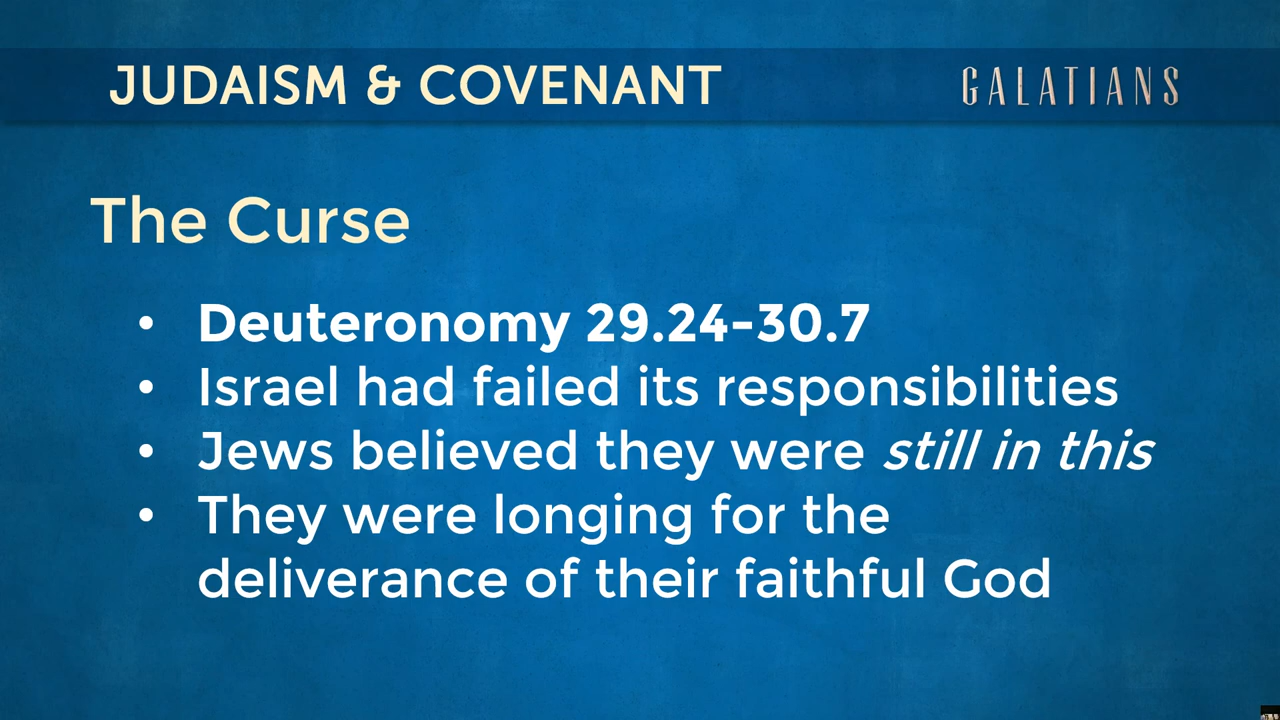 JUDAISM & COVENANT
GALATIANS
The Curse
• Deuteronomy 29.24-30.7
• Israel had failed its responsibilities
• Jews believed they were still in this
• They were longing for the
deliverance of their faithful God